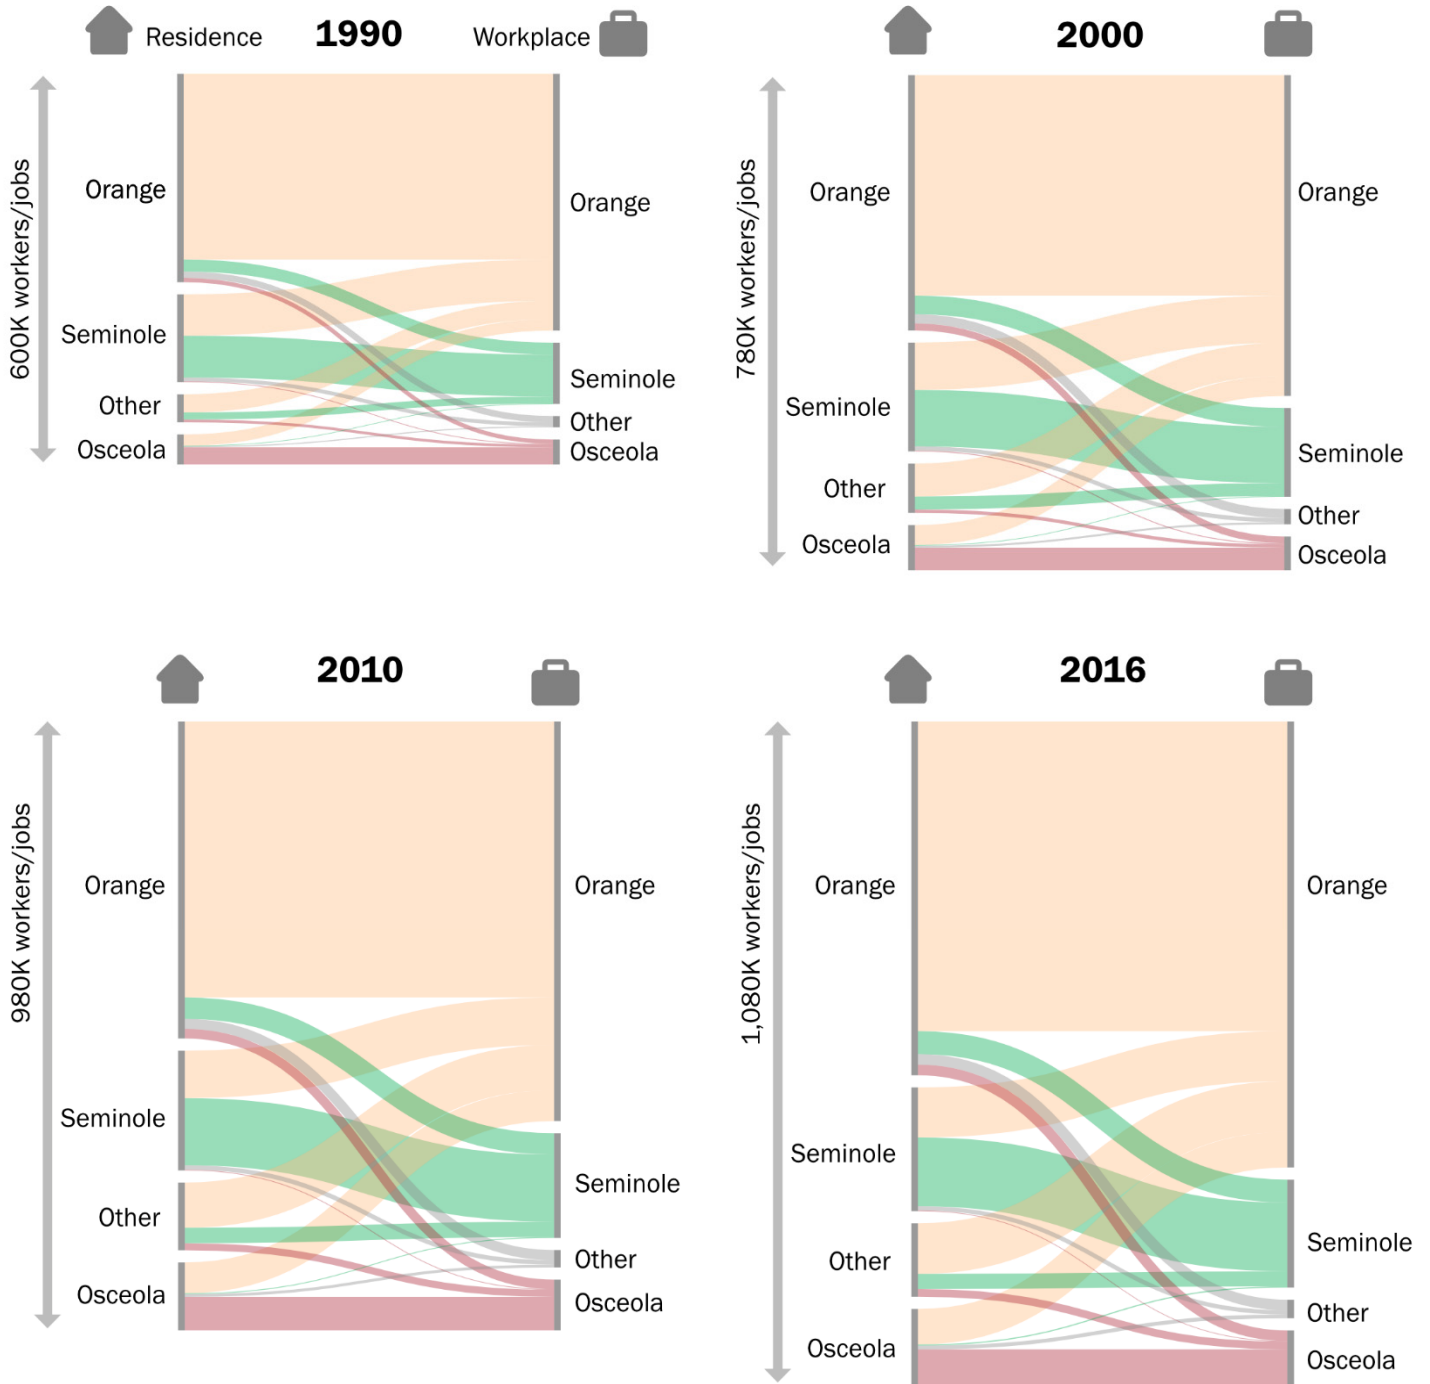 Residence 1990 Workplace
600K workers/jobs
Orange
Seminole
Other
Osceola
Orange
Seminole
Other
Osceola
2000
780K workers/jobs
Orange
Seminole
Other
Osceola
Orange
Seminole
Other
Osceola
2010
980K workers/jobs
Orange
Seminole
Other
Osceola
Orange
Seminole
Other
Osceola
2016
1,080K workers/jobs
Orange
Seminole
Other
Osceola
Orange
Seminole
Other
Osceola